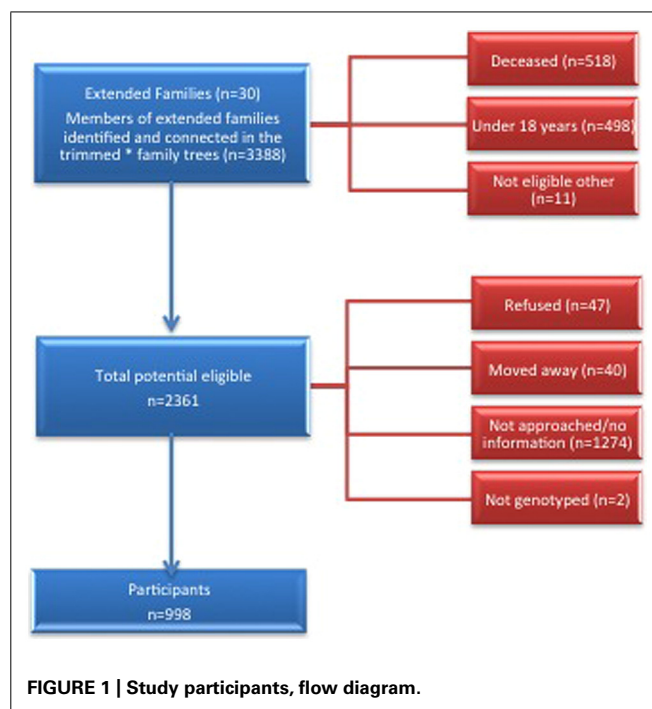 Extended Families (n=30)
Members of extended families
identified and connected in the
trimmed * family trees (n=3388)
Deceased (n=518)
Under 18 years (n=498)
Not eligible other
(n=11)
Total potential eligible
n=2361
Refused (n=47)
Moved away (n=40)
Not approached/no
information (n=1274)
Not genotyped (n=2)
Participants
n=998
FIGURE 1 | Study participants, flow diagram.